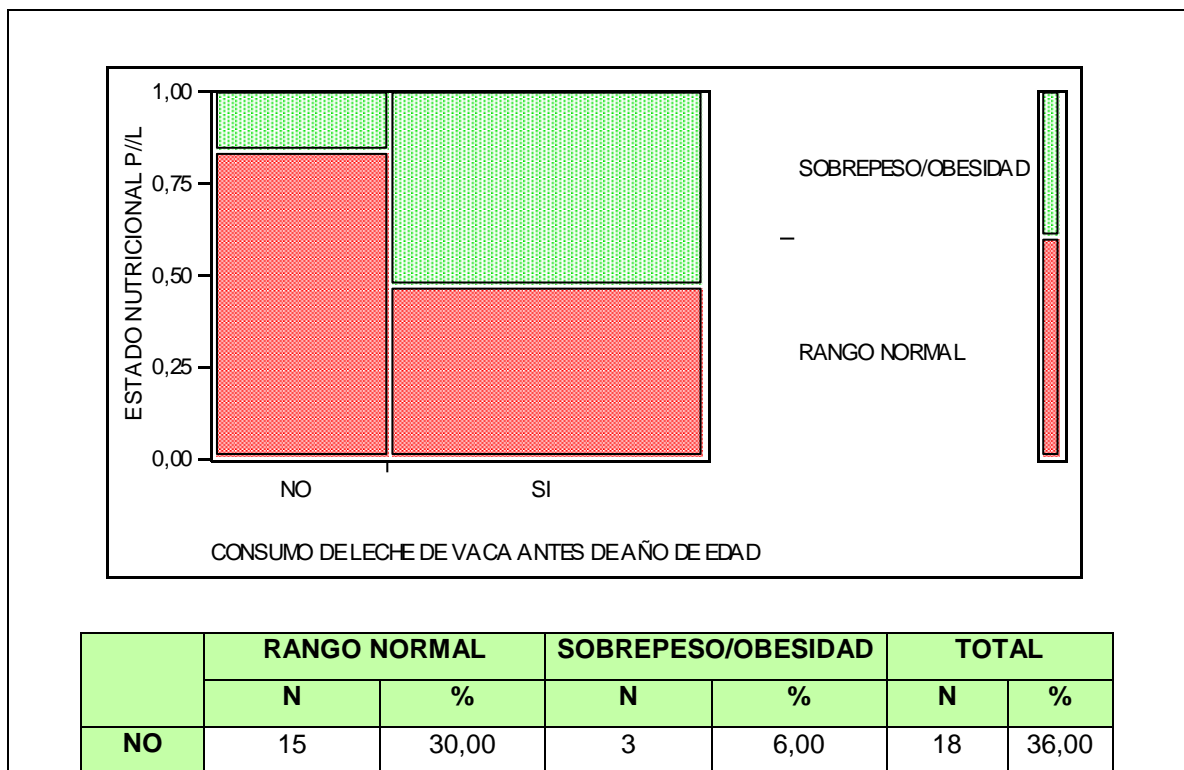 1,00
0,75
0,50
0,25
0,00
ESTADO NUTRICIONAL P//L
SOBREPESO/OBESIDAD
RANGO NORMAL
NO SI
CONSUMO DE LECHE DE VACA ANTES DE AÑO DE EDAD
RANGO NORMAL SOBREPESO/OBESIDAD TOTAL
N % N % N %
NO 15 30,00 3 6,00 18 36,00